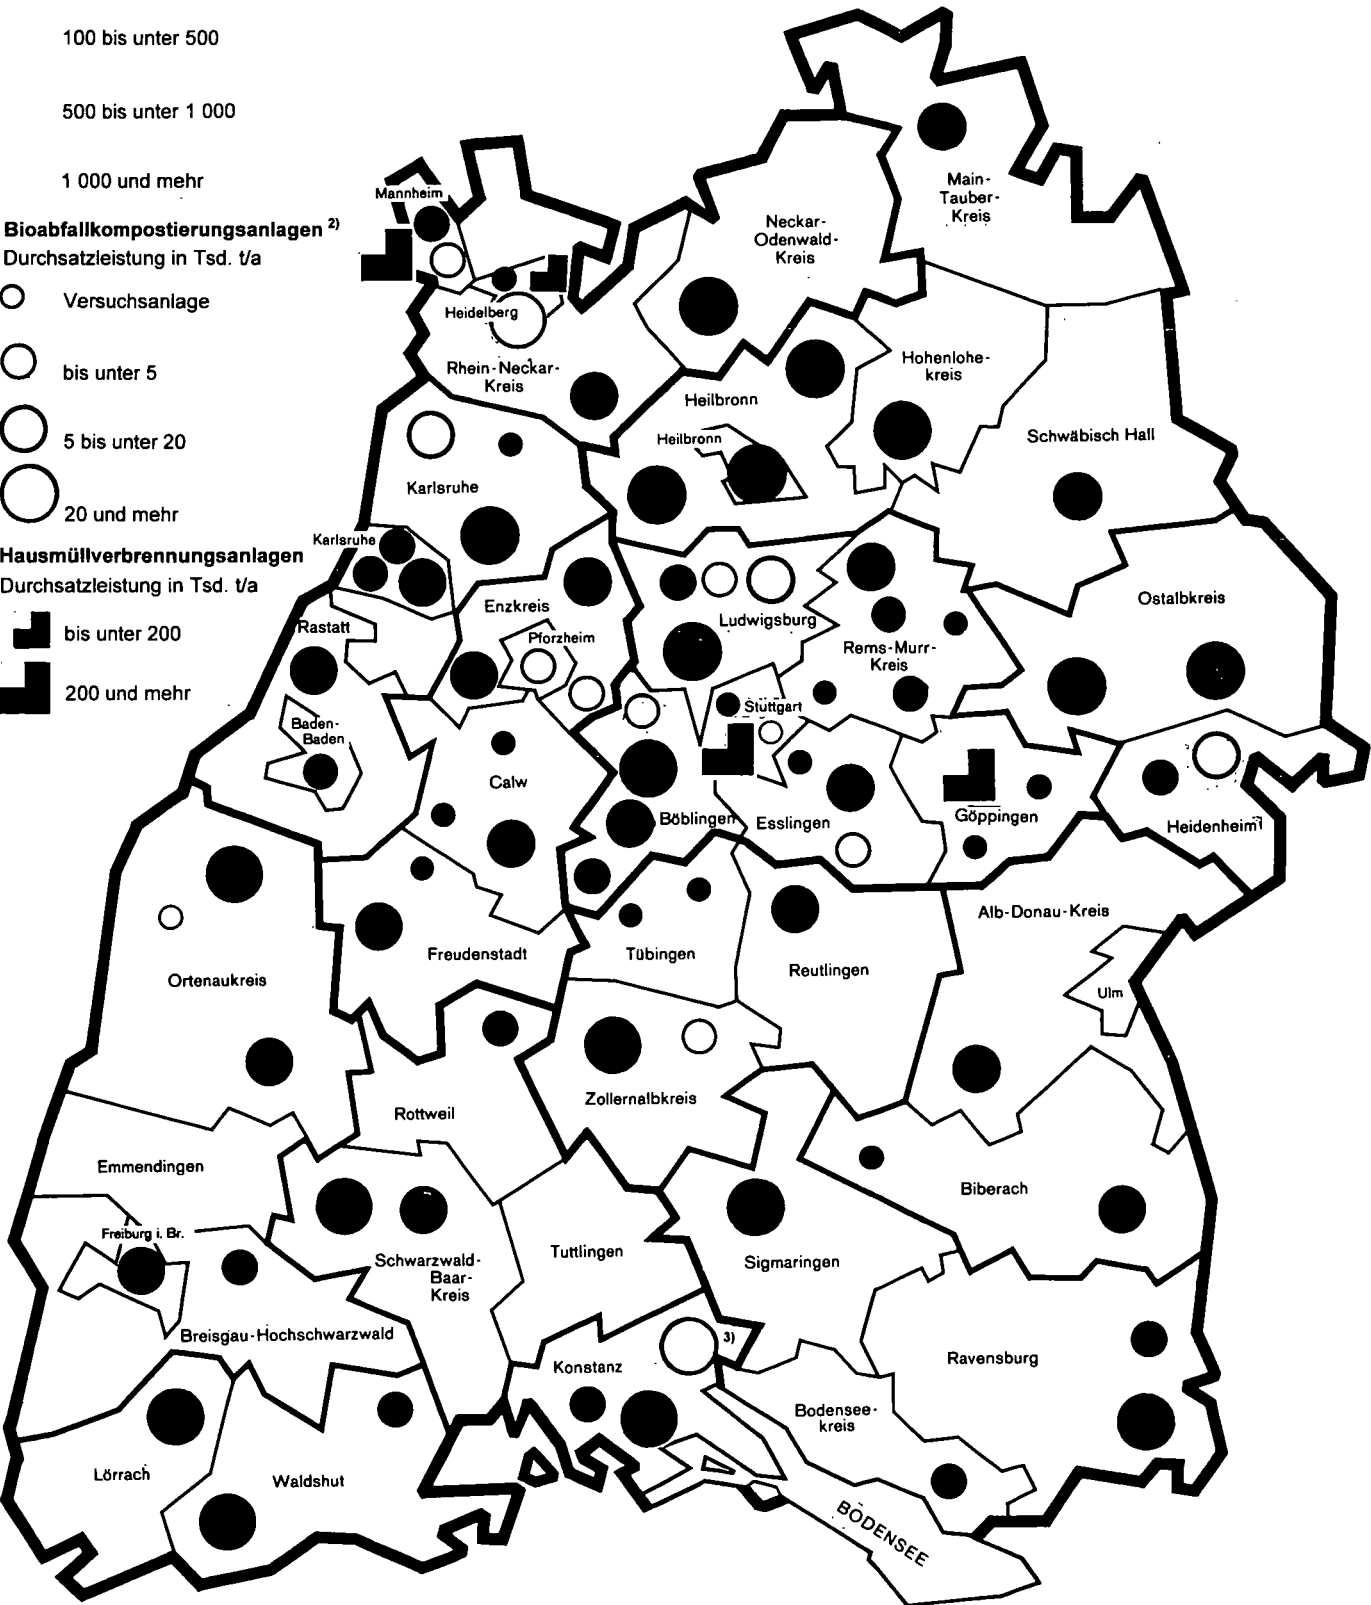 100 bis unter 500
500 bis unter 1 000
1 000 und mehr
Bioabfallkompostierungsanlagen 2)
Durchsatzleistung in Tsd. t/a
Versuchsanlage
bis unter 5
5 bis unter 20
20 und mehr
Hausmüllverbrennungsanlagen
Durchsatzleistung in Tsd. t/a
bis unter 200
200 und mehr
Mannheim
Main-
Tauber-
Kreis
Neckar-
Odenwald-
Kreis
Heidelberg
Rhein-Neckar-
Kreis
Hohenlohe-
kreis
Heilbronn
Heilbronn
Schwäbisch Hall
Karlsruhe
Karlsruhe
Enzkreis
Pforzheim
Ludwigsburg
Rems-Murr-
Kreis
Ostalbkreis
Rastatt
Baden-
Baden
Stuttgart
Calw
Böblingen
Esslingen
Göppingen
Heidenheim
Alb-Donau-Kreis
Freudenstadt
Tübingen
Reutlingen
Ulm
Ortenaukreis
Zollernalbkreis
Rottweil
Emmendingen
Biberach
Freiburg i. Br.
Schwarzwald-
Baar-
Kreis
Tuttlingen
Sigmaringen
Breisgau-Hochschwarzwald
3)
Konstanz
Ravensburg
Bodensee-
kreis
Lörrach
Waldshut
BODENSEE